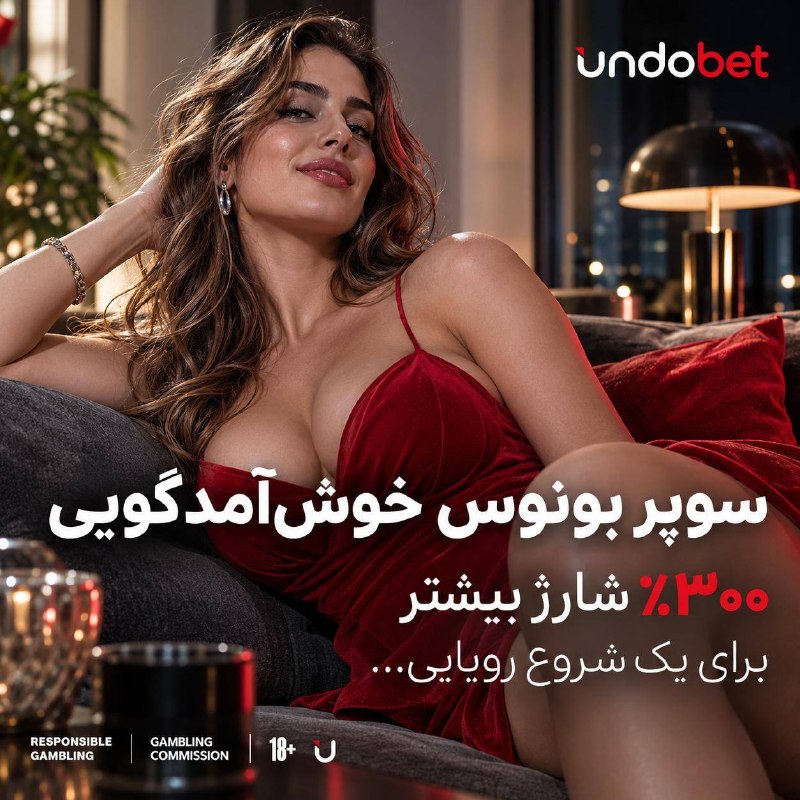 undobet
سوپر بونوس خوش‌آمدگویی
٪۳۰۰ شارژ بیشتر
برای یک شروع رویایی...
RESPONSIBLE
GAMBLING
GAMBLING
COMMISSION
18+